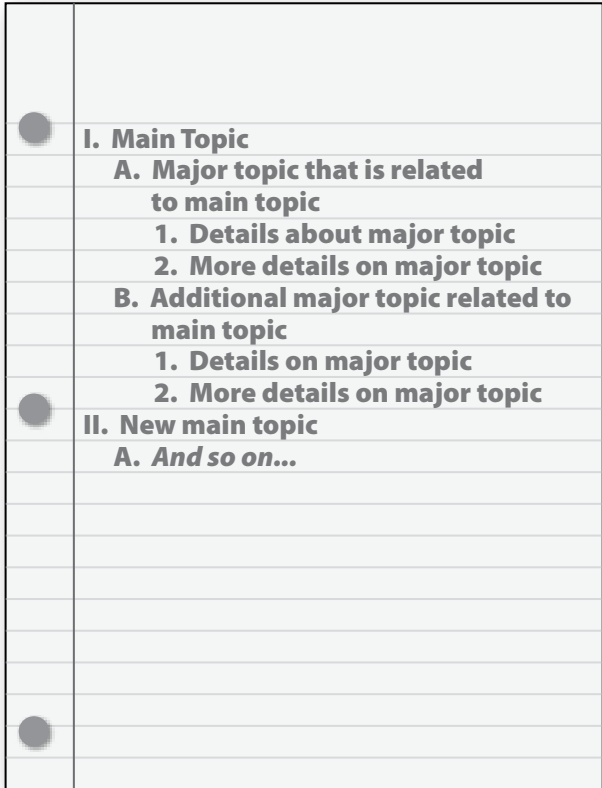 I. Main Topic
A. Major topic that is related
to main topic
1. Details about major topic
2. More details on major topic
B. Additional major topic related to
main topic
1. Details on major topic
2. More details on major topic
II. New main topic
A. And so on...